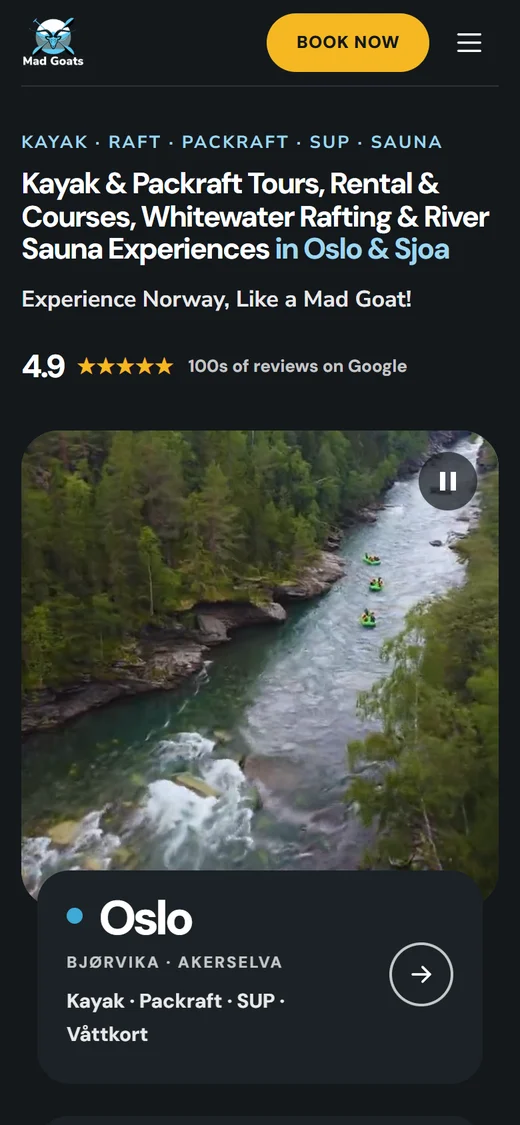 Mad Goats
BOOK NOW
KAYAK · RAFT · PACKRAFT · SUP · SAUNA
Kayak & Packraft Tours, Rental &
Courses, Whitewater Rafting & River
Sauna Experiences in Oslo & Sjoa
Experience Norway, Like a Mad Goat!
4.9 ★★★★★ 100s of reviews on Google
Oslo
BJØRVIKA · AKERSELVA
Kayak · Packraft · SUP ·
Våttkort